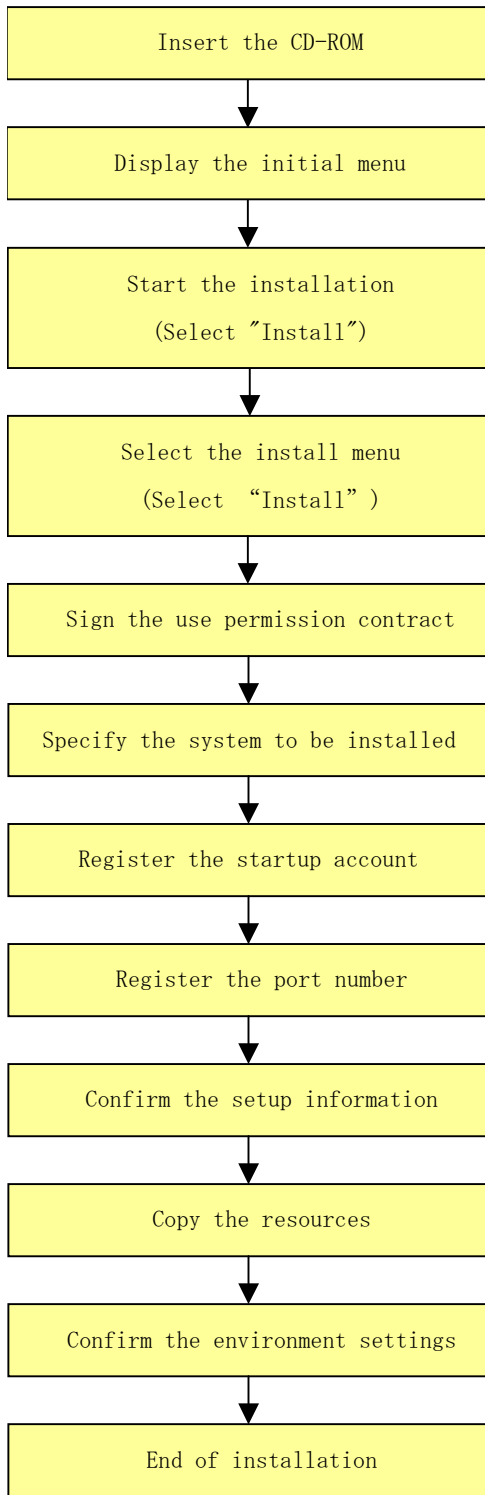 Insert the CD-ROM
Display the initial menu
Start the installation
(Select "Install")
Select the install menu
(Select “Install”)
Sign the use permission contract
Specify the system to be installed
Register the startup account
Register the port number
Confirm the setup information
Copy the resources
Confirm the environment settings
End of installation